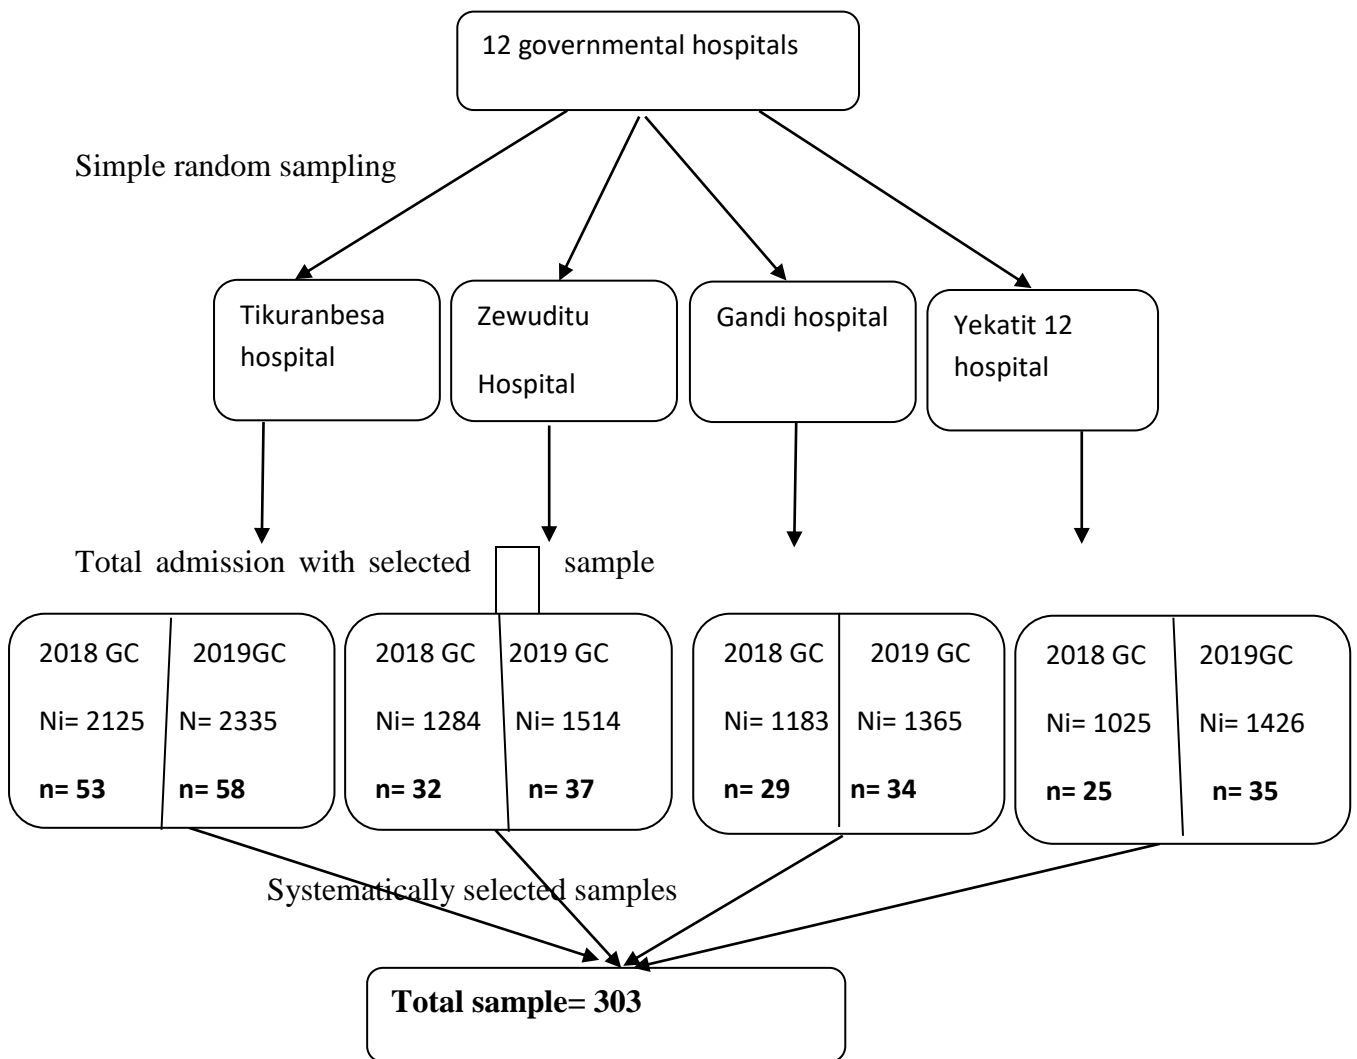 12 governmental hospitals
Simple random sampling
Tikuranbesa
hospital
Zewuditu
Hospital
Gandi hospital
Yekatit 12
hospital
Total admission with selected sample
2018 GC 2019GC
Ni= 2125 N= 2335
n= 53 n= 58
2018 GC 2019 GC
Ni= 1284 Ni= 1514
n= 32 n= 37
2018 GC 2019 GC
Ni= 1183 Ni= 1365
n= 29 n= 34
2018 GC 2019GC
Ni= 1025 Ni= 1426
n= 25 n= 35
Systematically selected samples
Total sample= 303